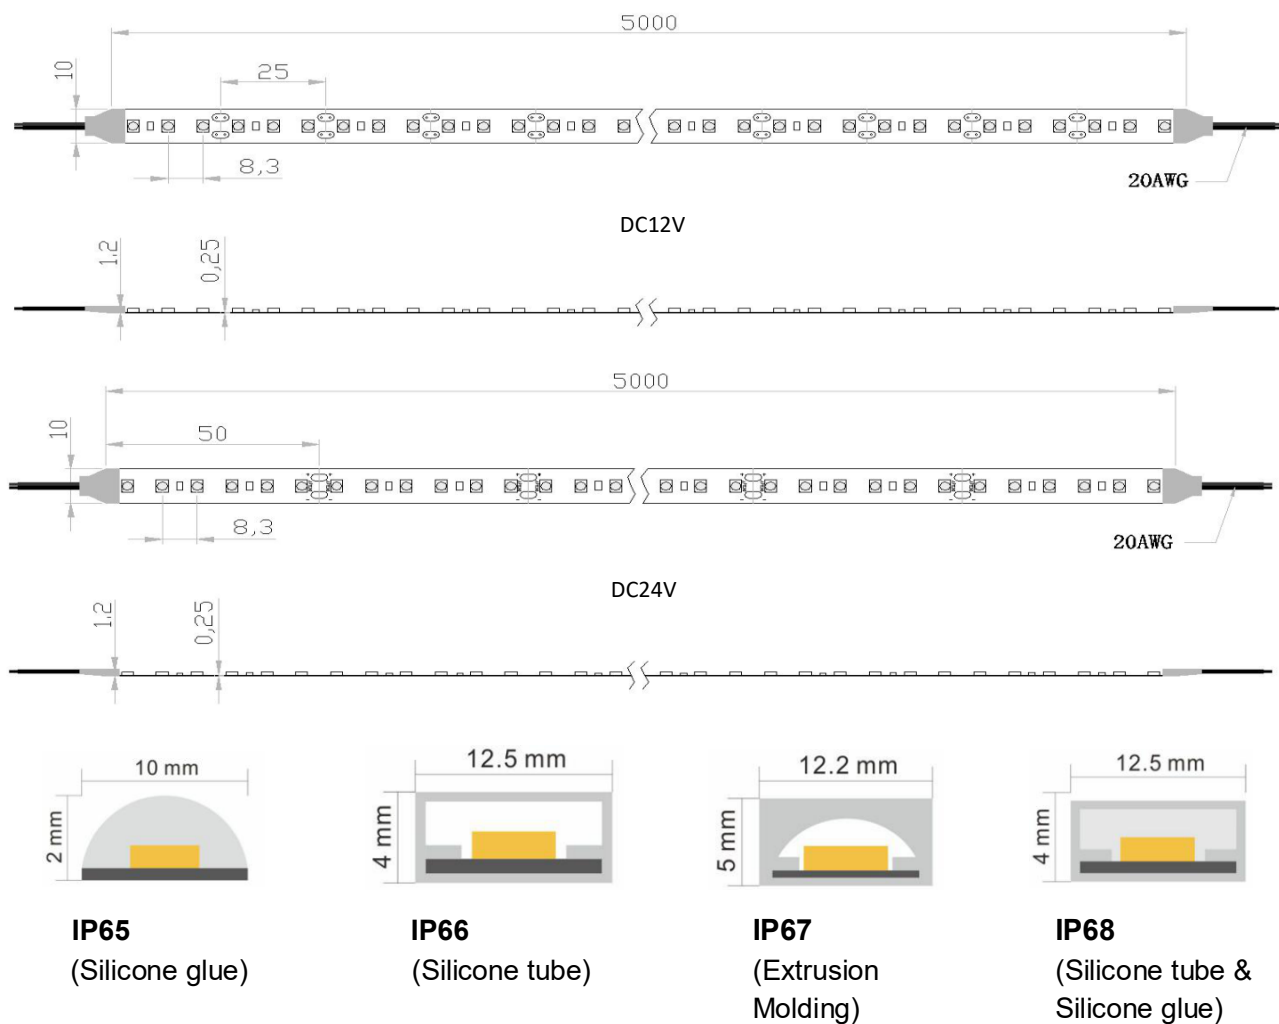 5000
10
25
8,3
20AWG
DC12V
1.2
0,25
5000
10
50
8,3
20AWG
DC24V
1.2
0,25
10 mm
2 mm
12.5 mm
4 mm
12.2 mm
5 mm
12.5 mm
4 mm
IP65
(Silicone glue)
IP66
(Silicone tube)
IP67
(Extrusion
Molding)
IP68
(Silicone tube &
Silicone glue)